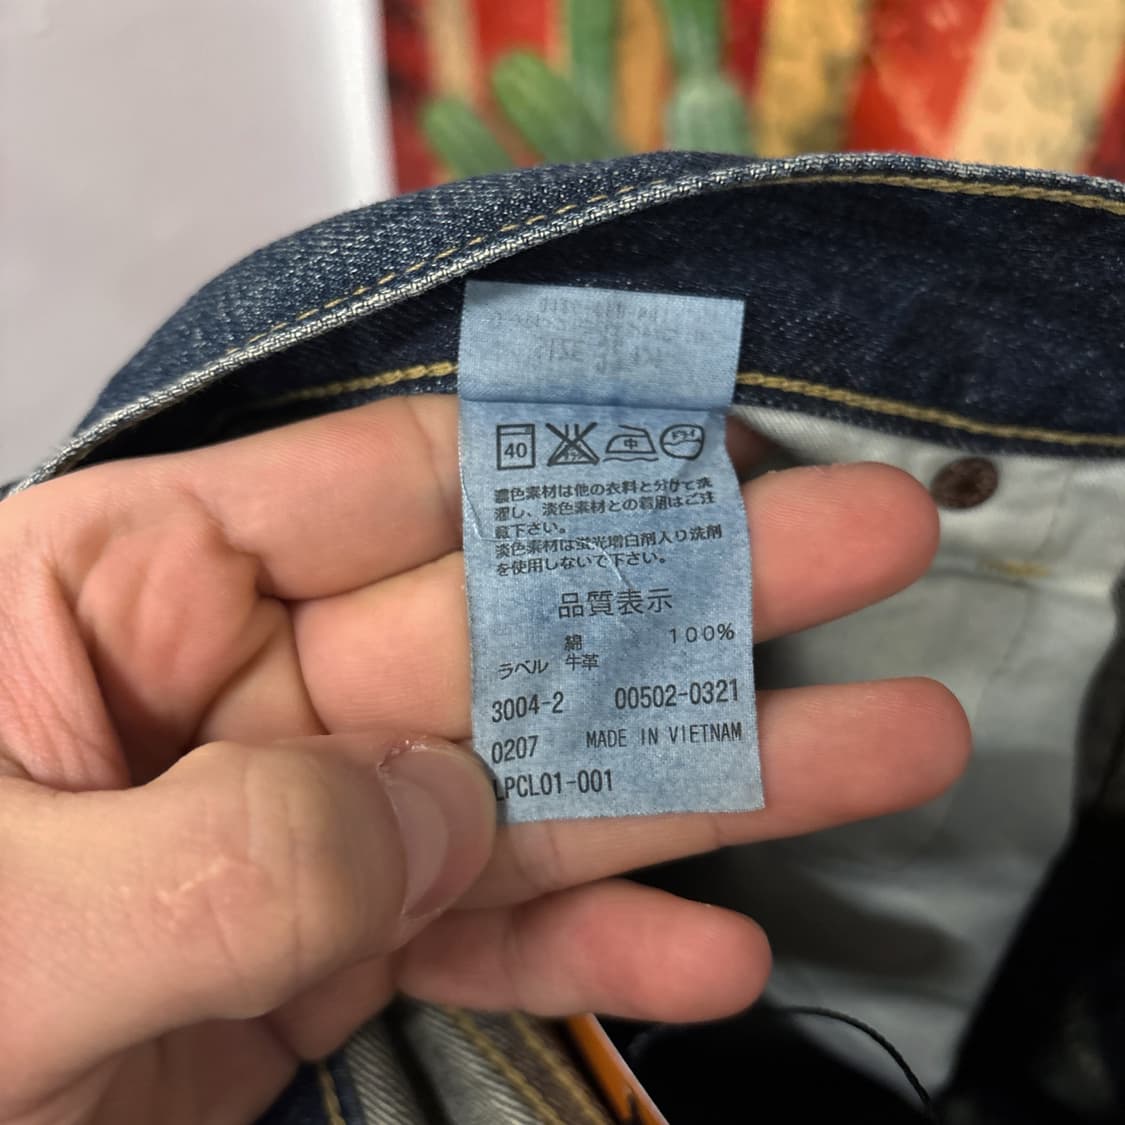 40
中
ドライ
濃色素材は他の衣料と分けて洗
濯し、淡色素材との着用はご注
意下さい。
淡色素材は蛍光増白剤入り洗剤
を使用しないで下さい。
品質表示
綿 100%
ラベル 牛革
3004-2 00502-0321
0207 MADE IN VIETNAM
LPCL01-001